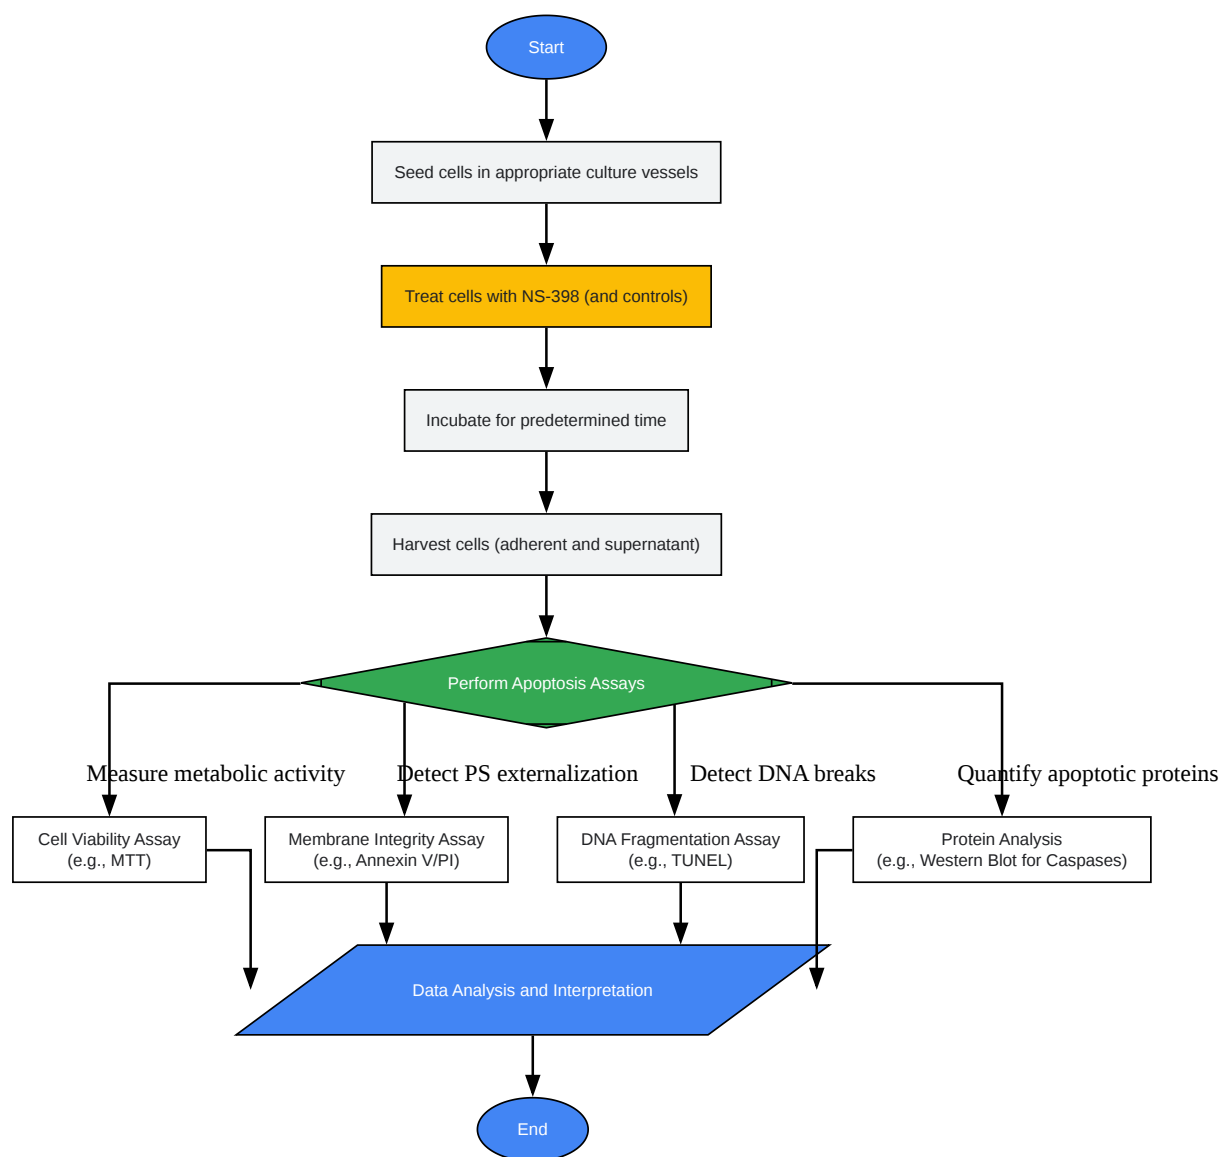 Start
Seed cells in appropriate culture vessels
Treat cells with NS-398 (and controls)
Incubate for predetermined time
Harvest cells (adherent and supernatant)
Perform Apoptosis Assays
Measure metabolic activity
Detect PS externalization
Detect DNA breaks
Quantify apoptotic proteins
Cell Viability Assay
(e.g., MTT)
Membrane Integrity Assay
(e.g., Annexin V/PI)
DNA Fragmentation Assay
(e.g., TUNEL)
Protein Analysis
(e.g., Western Blot for Caspases)
Data Analysis and Interpretation
End